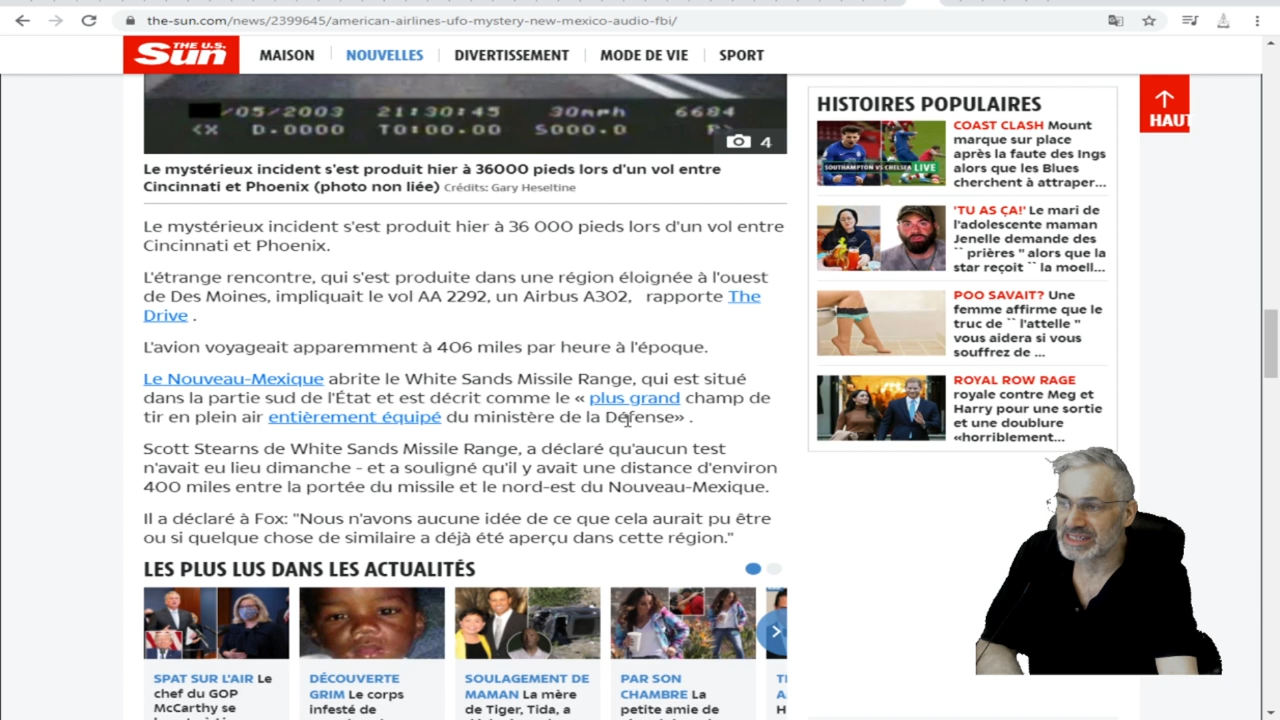 the-sun.com/news/2399645/american-airlines-ufo-mystery-new-mexico-audio-fbi/
THE U.S. Sun
MAISON NOUVELLES DIVERTISSEMENT MODE DE VIE SPORT
/05/2003 21:30:45 30mph 6684
<X D.0000 T0:00.00 S000.0 P>
4
Le mystérieux incident s'est produit hier à 36000 pieds lors d'un vol entre
Cincinnati et Phoenix (photo non liée) Crédits: Gary Heseltine
Le mystérieux incident s'est produit hier à 36 000 pieds lors d'un vol entre
Cincinnati et Phoenix.
L'étrange rencontre, qui s'est produite dans une région éloignée à l'ouest
de Des Moines, impliquait le vol AA 2292, un Airbus A302, rapporte The
Drive .
L'avion voyageait apparemment à 406 miles par heure à l'époque.
Le Nouveau-Mexique abrite le White Sands Missile Range, qui est situé
dans la partie sud de l'État et est décrit comme le « plus grand champ de
tir en plein air entièrement équipé du ministère de la Défense» .
Scott Stearns de White Sands Missile Range, a déclaré qu'aucun test
n'avait eu lieu dimanche - et a souligné qu'il y avait une distance d'environ
400 miles entre la portée du missile et le nord-est du Nouveau-Mexique.
Il a déclaré à Fox: "Nous n'avons aucune idée de ce que cela aurait pu être
ou si quelque chose de similaire a déjà été aperçu dans cette région."
LES PLUS LUS DANS LES ACTUALITÉS
SPAT SUR L'AIR Le
chef du GOP
McCarthy se
DÉCOUVERTE
GRIM Le corps
infesté de
SOULAGEMENT DE
MAMAN La mère
de Tiger, Tida, a
PAR SON
CHAMBRE La
petite amie de
HISTOIRES POPULAIRES
SOUTHAMPTON VS CHELSEA LIVE
COAST CLASH Mount
marque sur place
après la faute des Ings
alors que les Blues
cherchent à attraper...
'TU AS ÇA!' Le mari de
l'adolescente maman
Jenelle demande des
`` prières '' alors que la
star reçoit `` la moell...
POO SAVAIT? Une
femme affirme que le
truc de `` l'attelle ''
vous aidera si vous
souffrez de ...
ROYAL ROW RAGE
royale contre Meg et
Harry pour une sortie
et une doublure
«horriblement...
HAUT